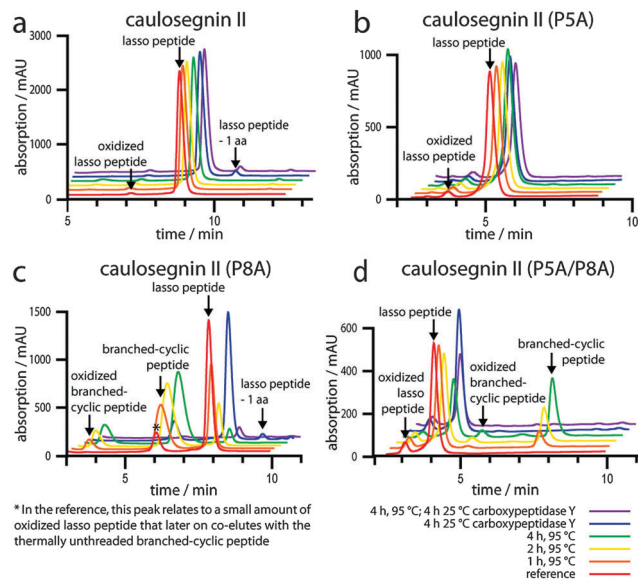 a
caulosegnin II
absorption / mAU
3000
2000
1000
0
lasso peptide
oxidized
lasso peptide
lasso peptide
- 1 aa
5
10
time / min
b
caulosegnin II (P5A)
absorption / mAU
1000
500
0
lasso peptide
oxidized
lasso peptide
5
10
time / min
c
caulosegnin II (P8A)
absorption / mAU
1500
1000
500
0
lasso peptide
branched-cyclic
peptide
oxidized
branched-
cyclic peptide
lasso peptide
- 1 aa
*
5
10
time / min
* In the reference, this peak relates to a small amount of
oxidized lasso peptide that later on co-elutes with the
thermally unthreaded branched-cyclic peptide
d
caulosegnin II (P5A/P8A)
absorption / mAU
600
400
200
0
lasso peptide
branched-cyclic
peptide
oxidized
lasso
peptide
oxidized
branched-
cyclic peptide
5
10
time / min
4 h, 95 °C; 4 h 25 °C carboxypeptidase Y
4 h 25 °C carboxypeptidase Y
4 h, 95 °C
2 h, 95 °C
1 h, 95 °C
reference